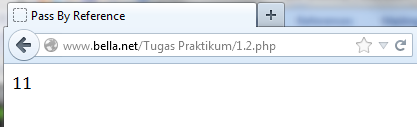 Pass By Reference
www.bella.net/Tugas Praktikum/1.2.php
11